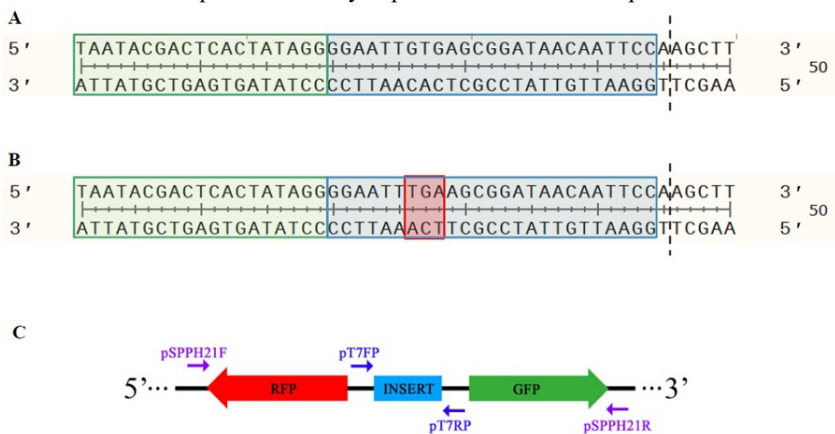 A
5′ TAATACGACTCACTATAGGGGAATTGTGAGCGGATAACAATTCCAAGCTT 3′
50
3′ ATTATGCTGAGTGATATCCCCTTAACACTCGCCTATTGTTAAGGTTCGAA 5′
B
5′ TAATACGACTCACTATAGGGGAATTTGAAGCGGATAACAATTCCAAGCTT 3′
50
3′ ATTATGCTGAGTGATATCCCCTTAAACTTCGCCTATTGTTAAGGTTCGAA 5′
C
pSPPH21F pT7FP
5’··· RFP INSERT GFP ···3’
pT7RP pSPPH21R